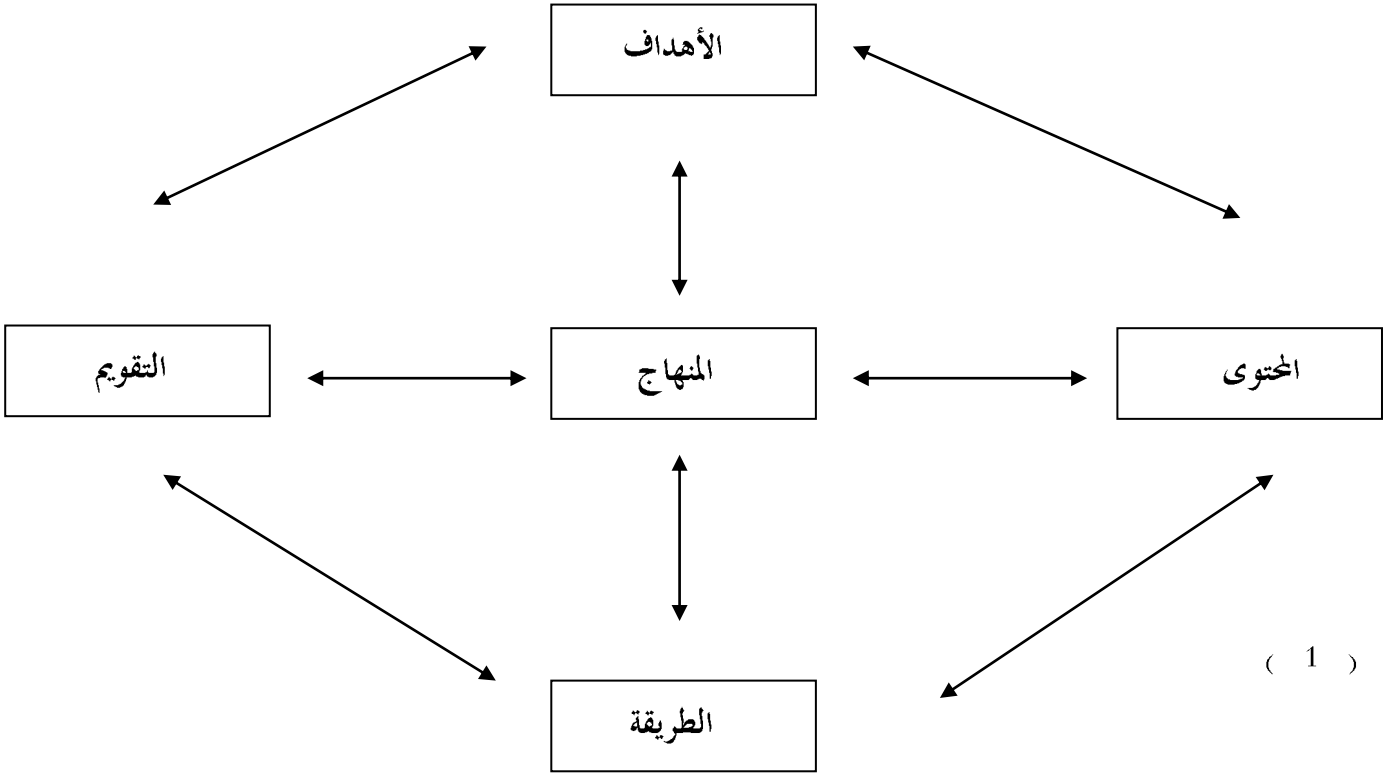 الأهداف
المحتوى
المنهاج
التقويم
( 1 )
الطريقة